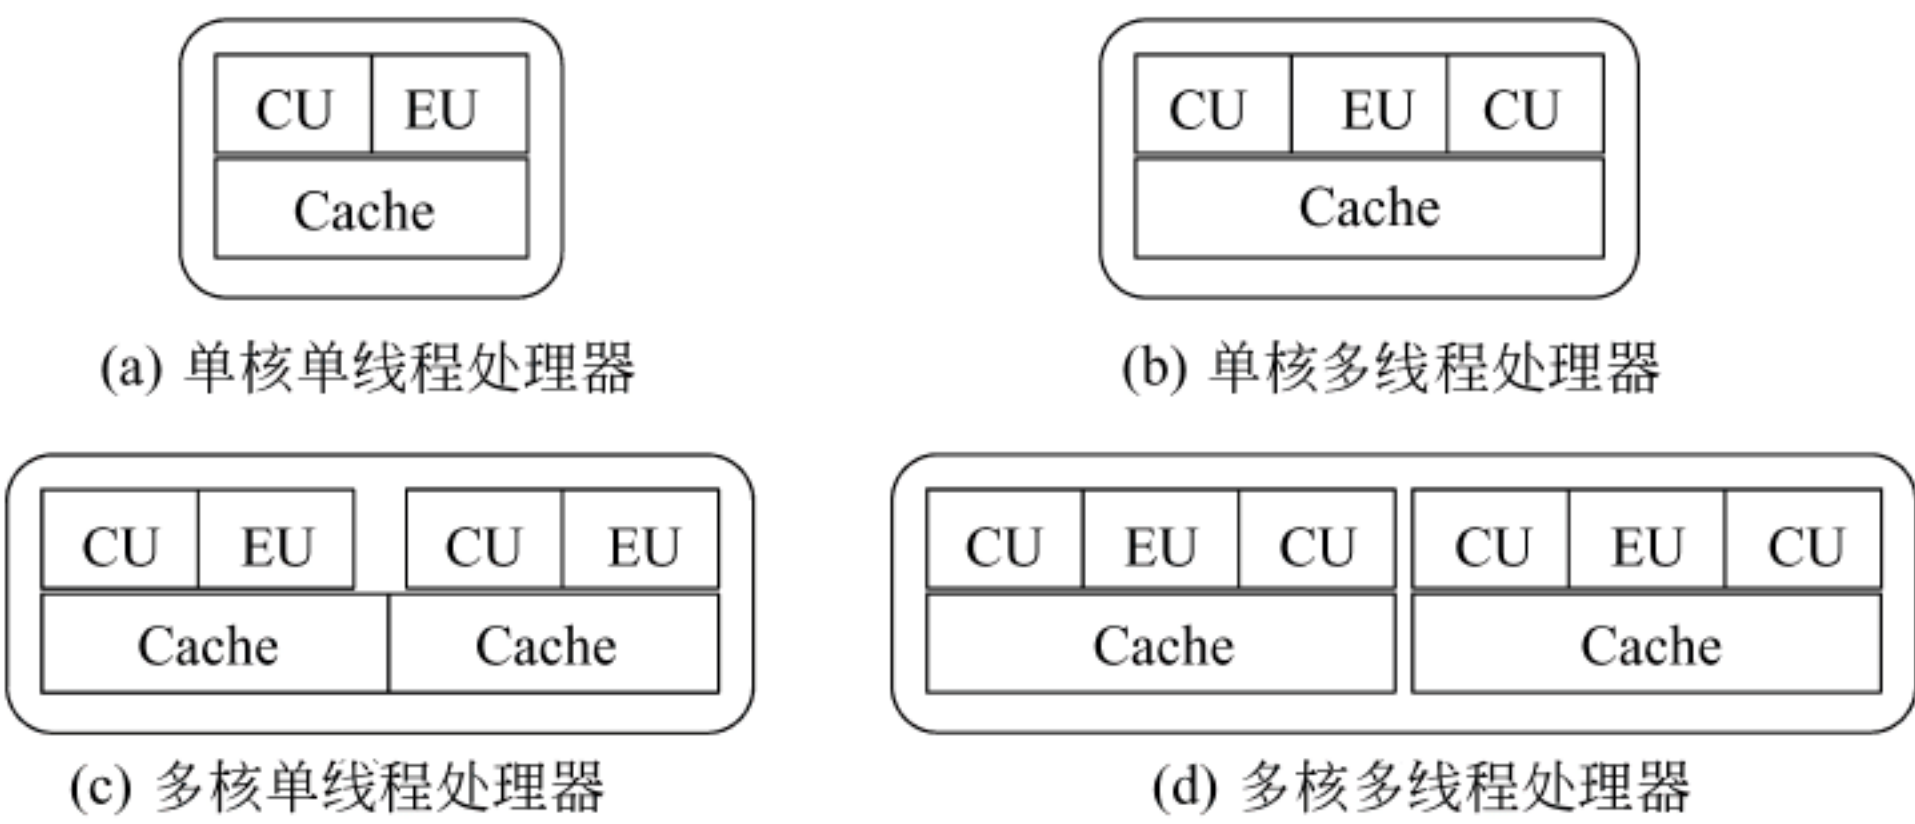 CU EU
Cache
(a) 单核单线程处理器
CU EU CU
Cache
(b) 单核多线程处理器
CU EU CU EU
Cache Cache
(c) 多核单线程处理器
CU EU CU CU EU CU
Cache Cache
(d) 多核多线程处理器